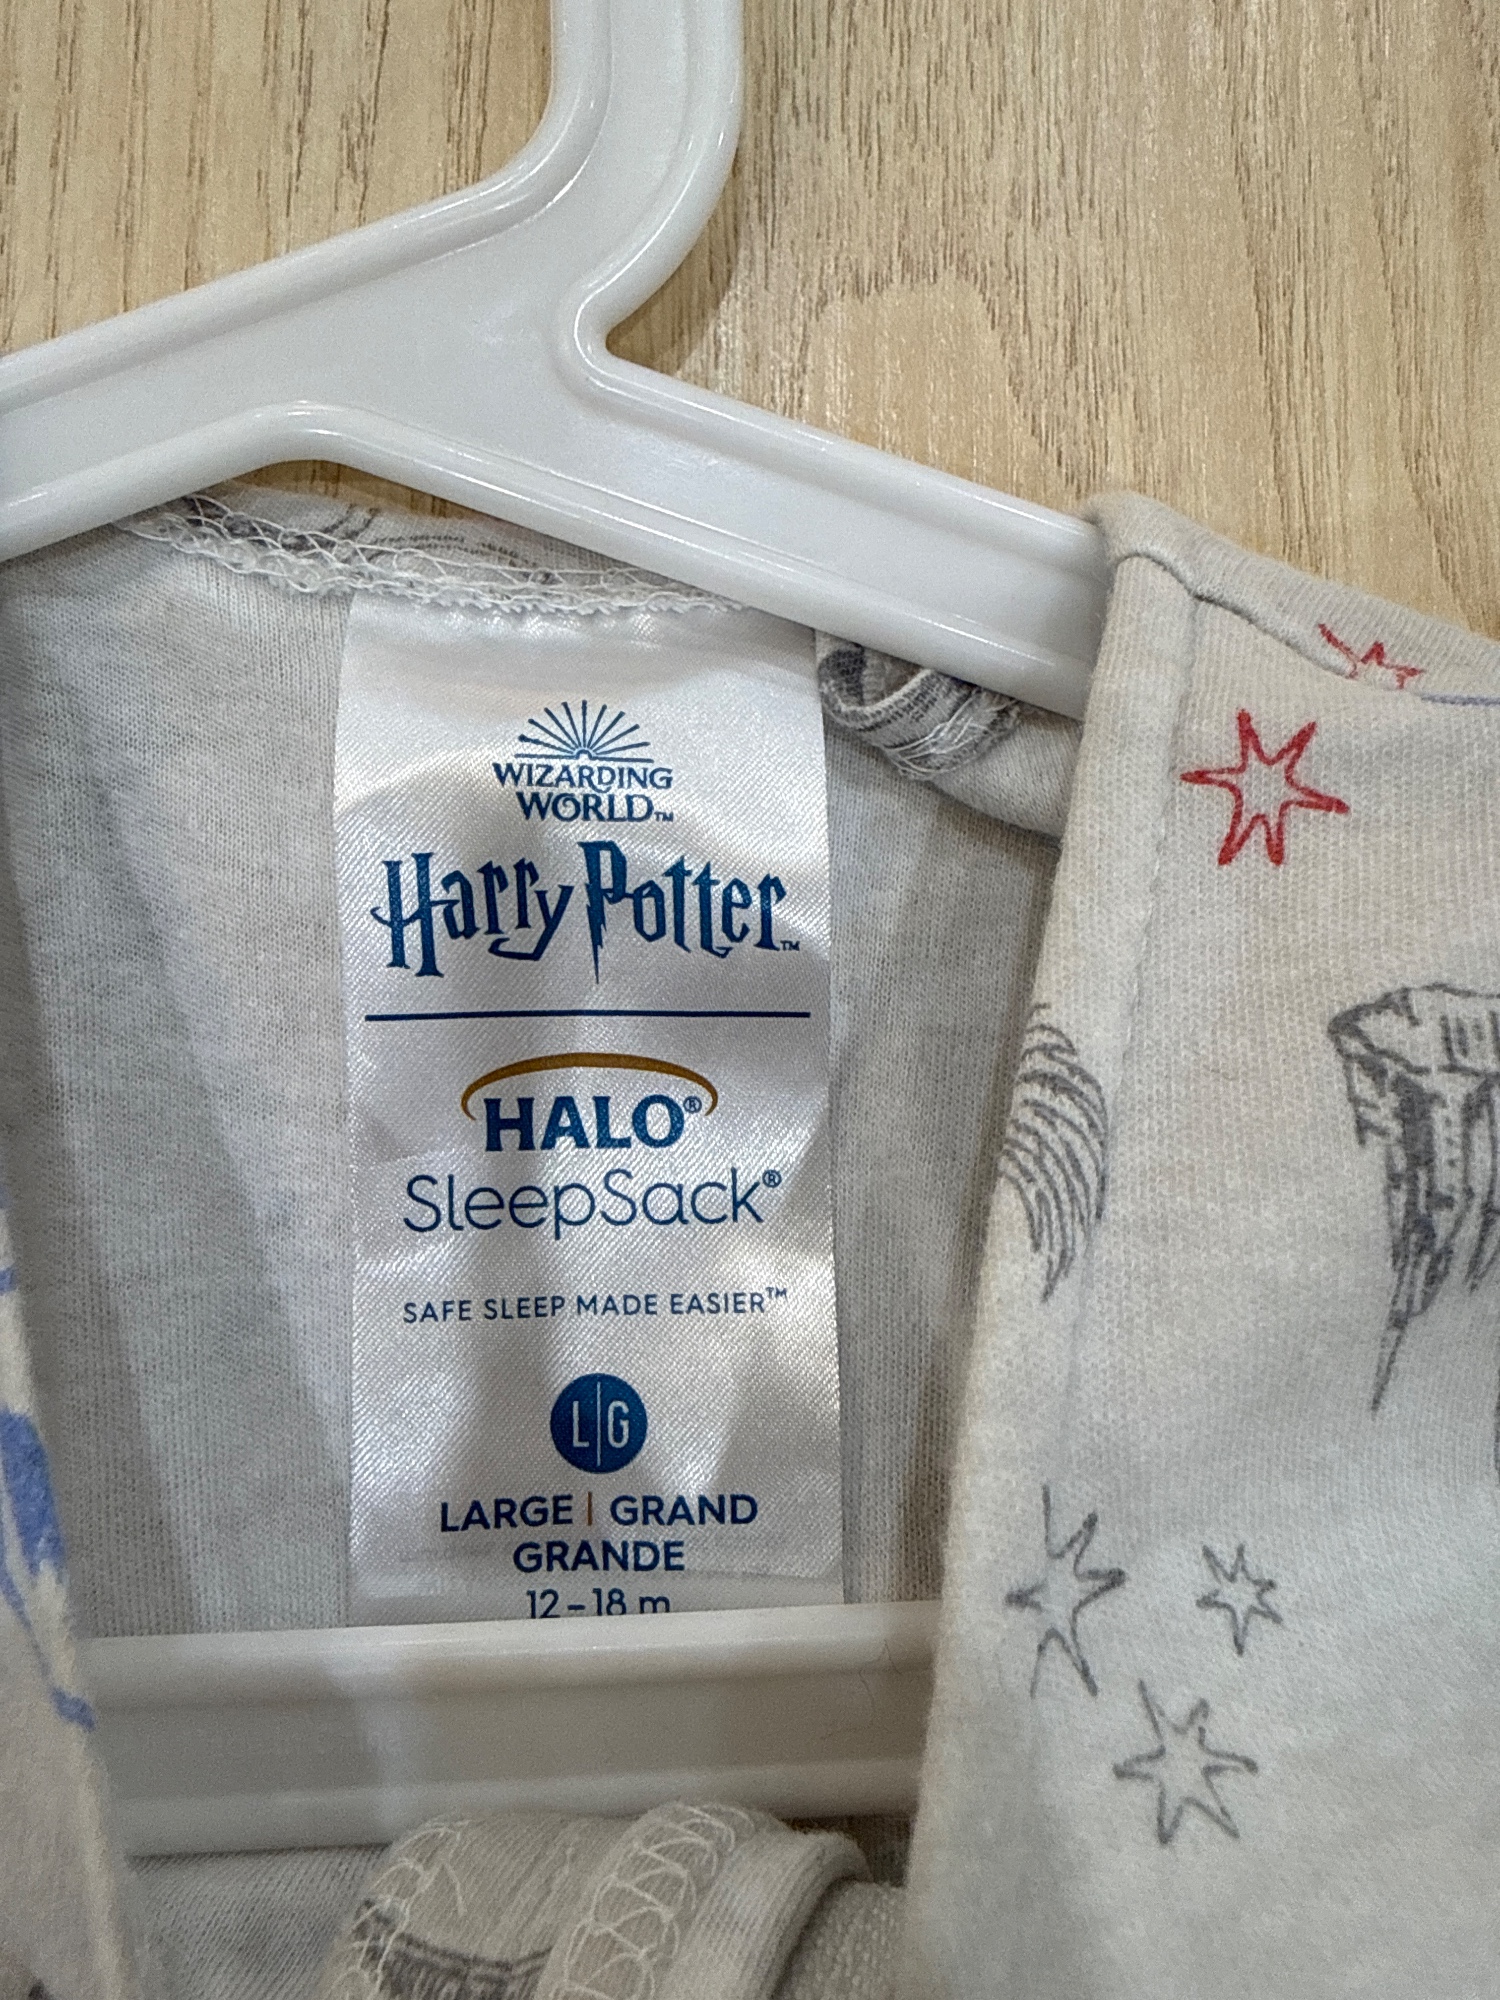 WIZARDING
WORLD™
Harry Potter™
HALO®
SleepSack®
SAFE SLEEP MADE EASIER™
L|G
LARGE | GRAND
GRANDE
12-18 m